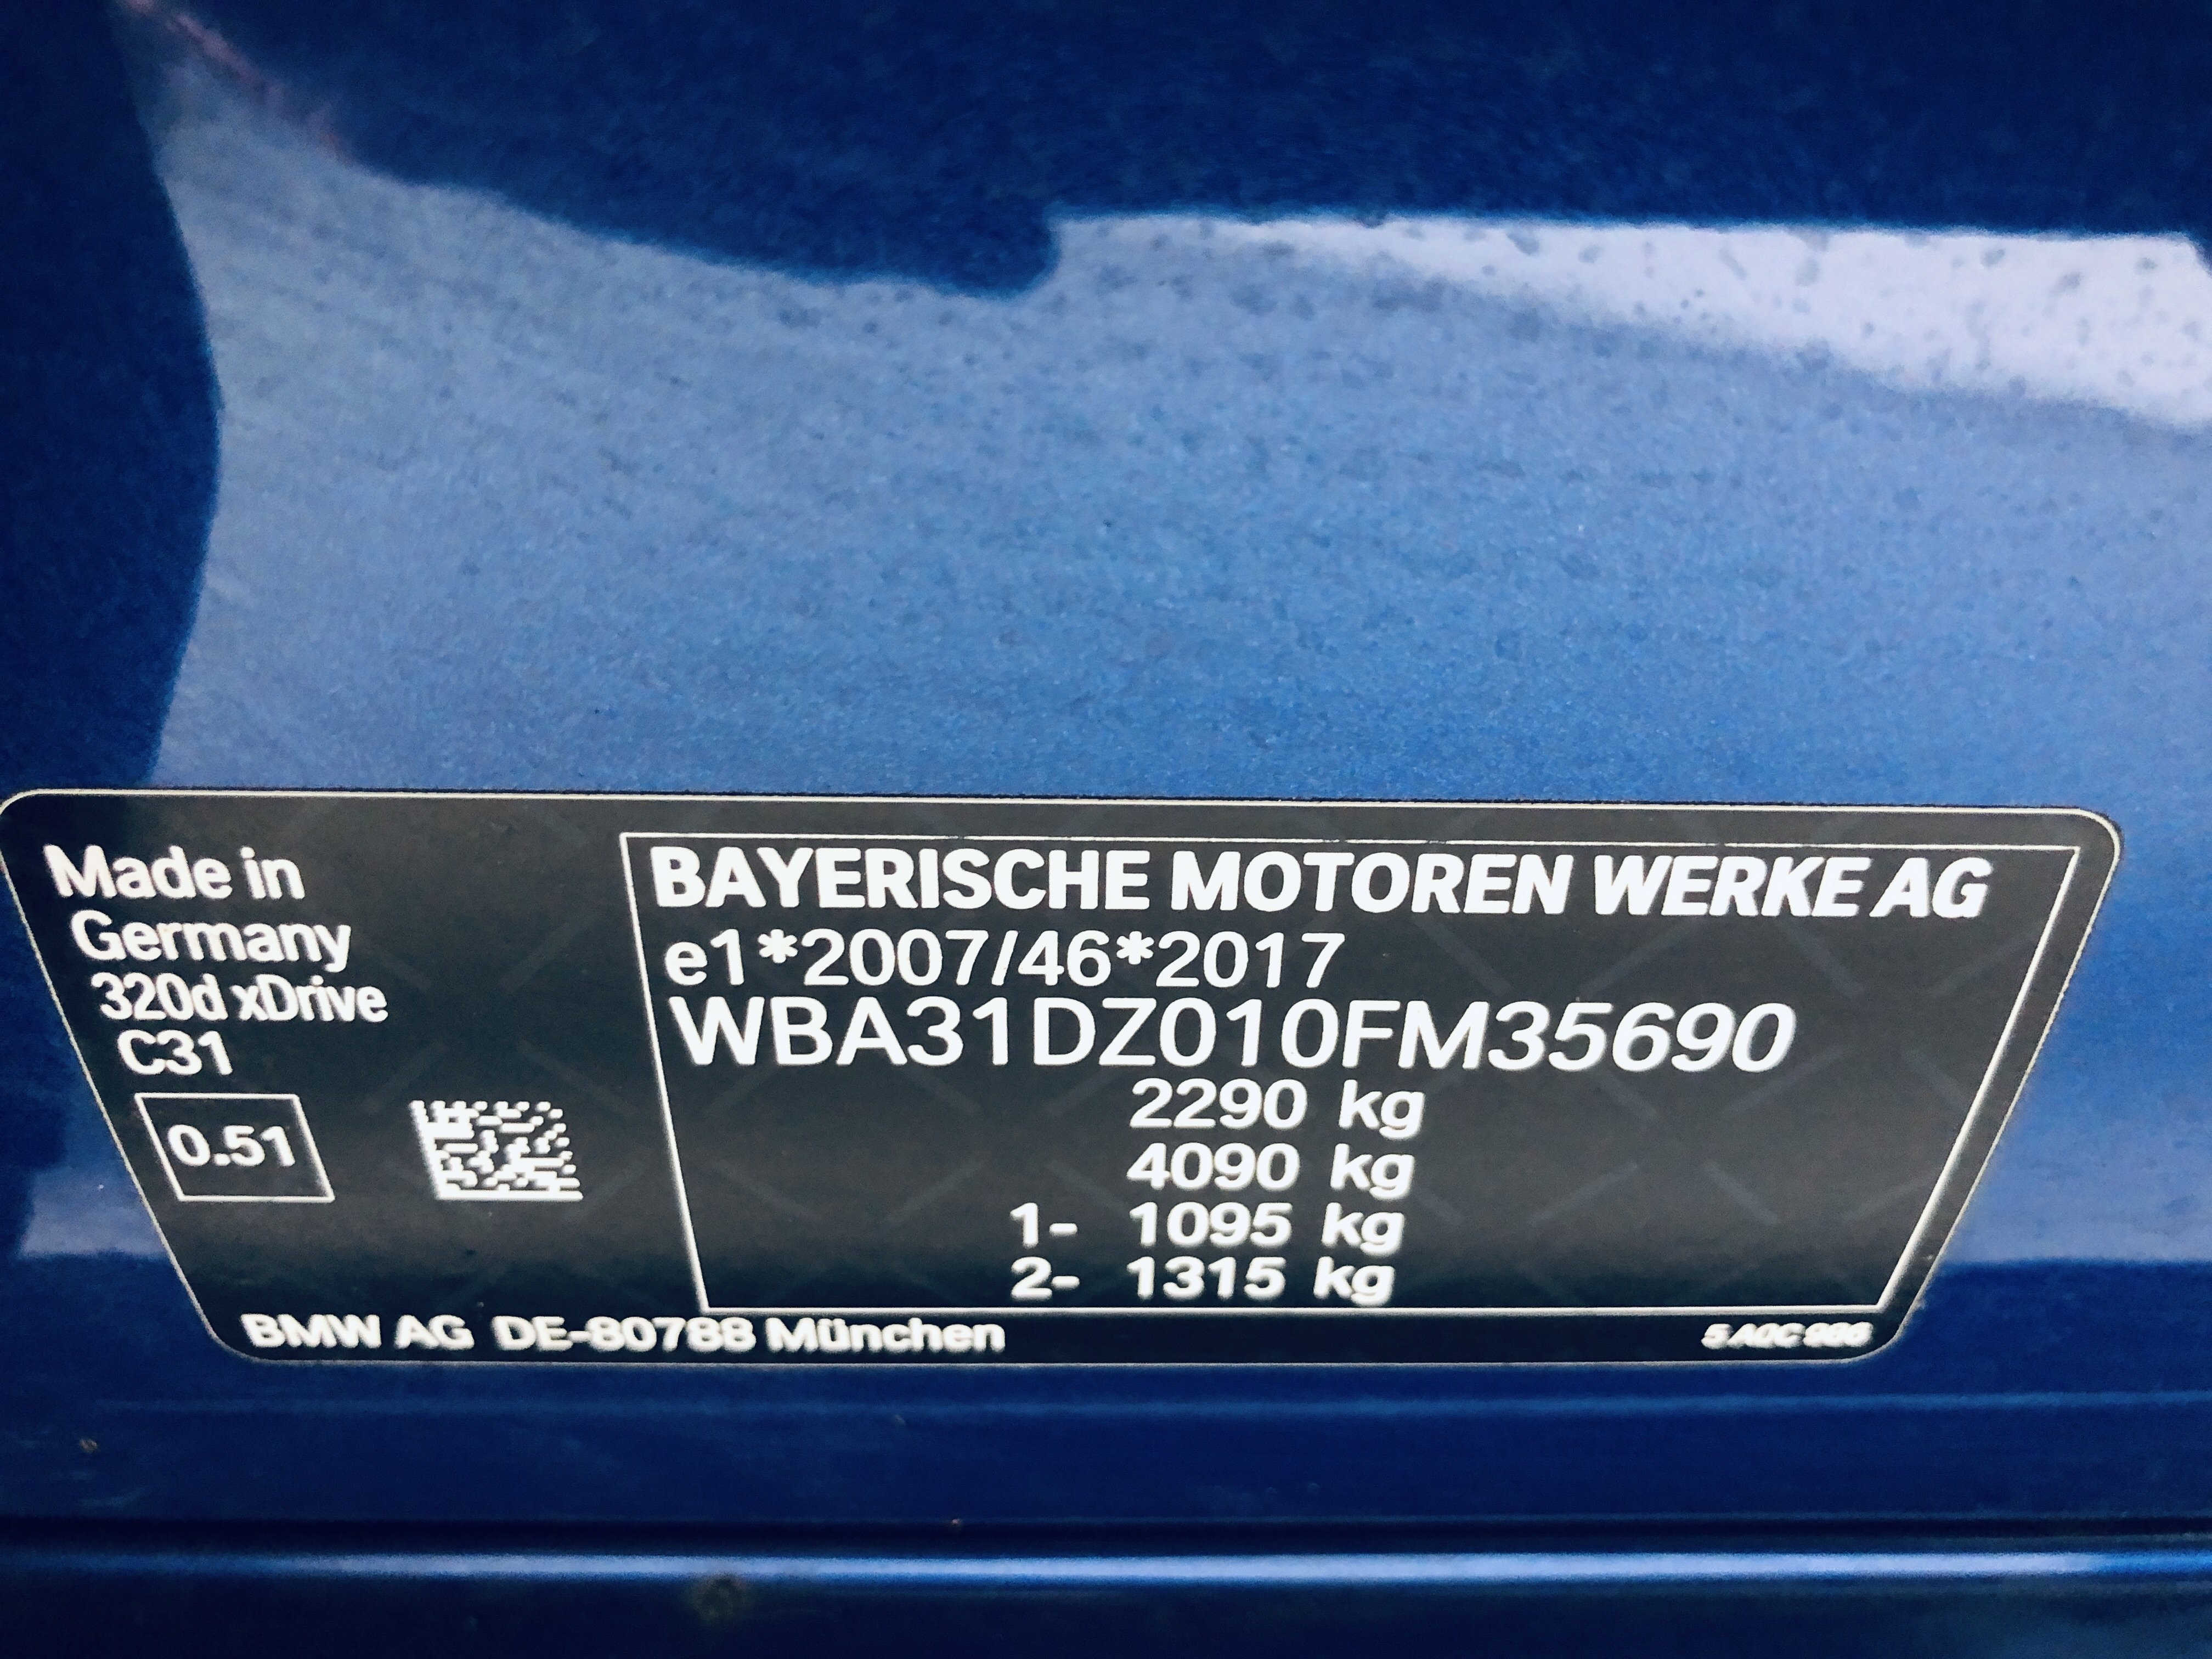 Made in
Germany
320d xDrive
C31
0.51
BAYERISCHE MOTOREN WERKE AG
e1*2007/46*2017
WBA31DZ010FM35690
2290 kg
4090 kg
1- 1095 kg
2- 1315 kg
BMW AG DE-80788 München